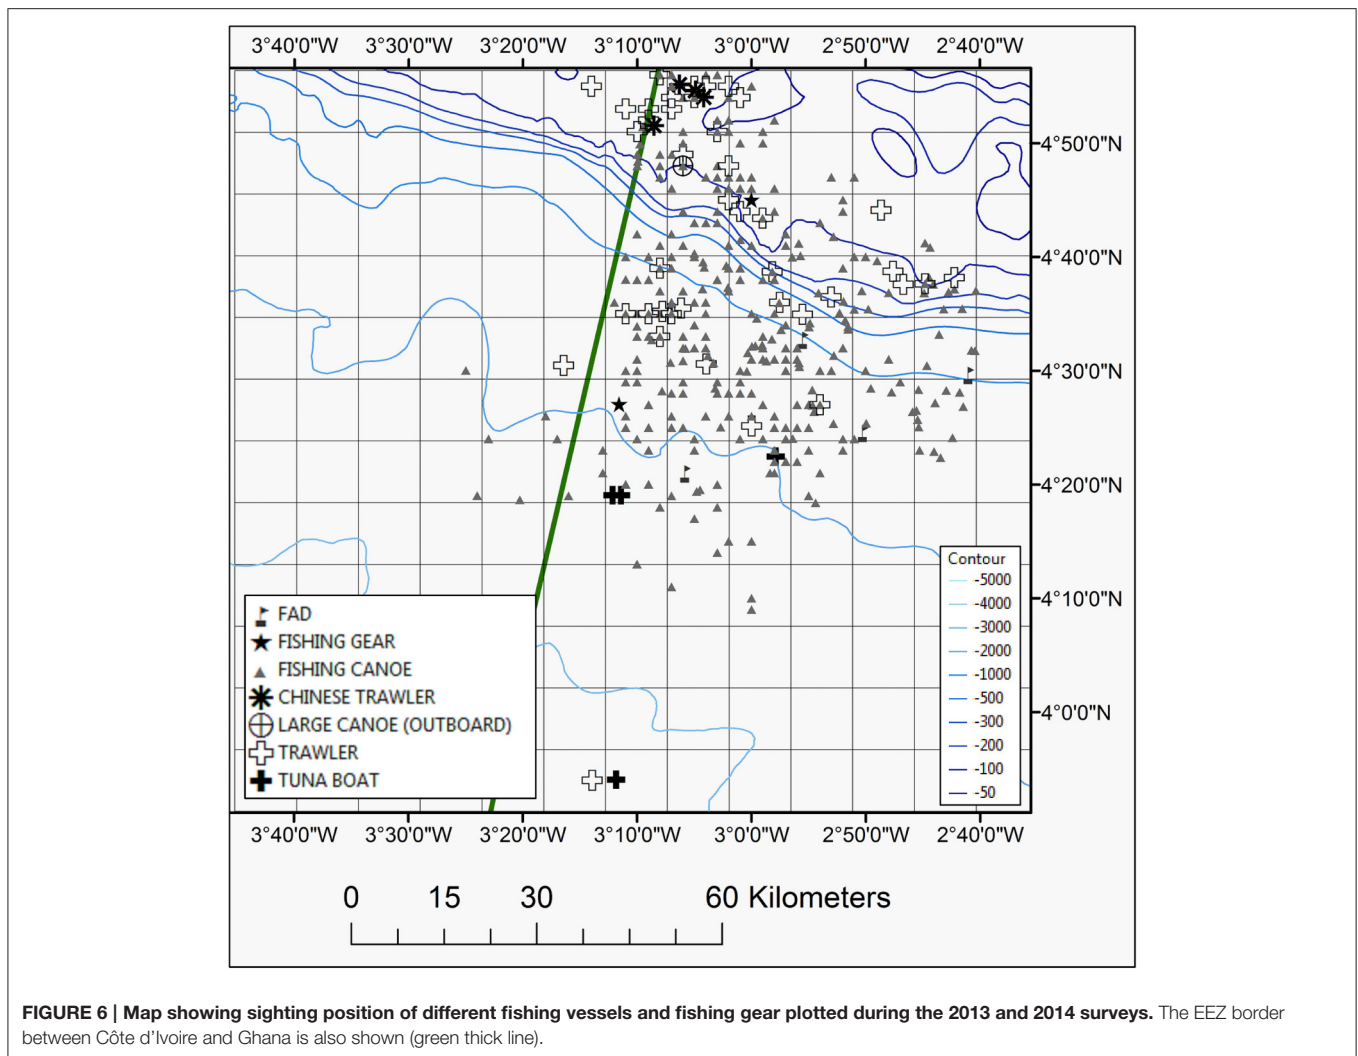 3°40'0"W 3°30'0"W 3°20'0"W 3°10'0"W 3°0'0"W 2°50'0"W 2°40'0"W
4°50'0"N
4°40'0"N
4°30'0"N
4°20'0"N
4°10'0"N
4°0'0"N
Contour
-5000
-4000
-3000
-2000
-1000
-500
-300
-200
-100
-50
FAD
FISHING GEAR
FISHING CANOE
CHINESE TRAWLER
LARGE CANOE (OUTBOARD)
TRAWLER
TUNA BOAT
3°40'0"W 3°30'0"W 3°20'0"W 3°10'0"W 3°0'0"W 2°50'0"W 2°40'0"W
0 15 30 60 Kilometers
FIGURE 6 | Map showing sighting position of different fishing vessels and fishing gear plotted during the 2013 and 2014 surveys. The EEZ border
between Côte d'Ivoire and Ghana is also shown (green thick line).